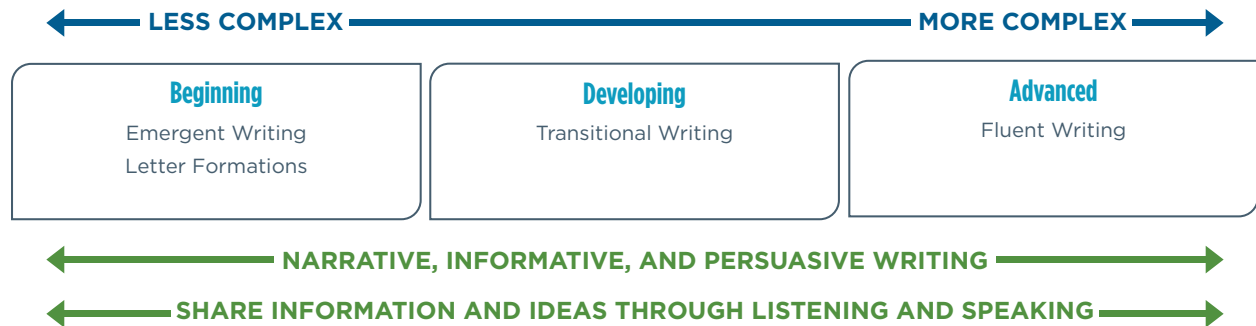 LESS COMPLEX MORE COMPLEX
Beginning
Emergent Writing
Letter Formations
Developing
Transitional Writing
Advanced
Fluent Writing
NARRATIVE, INFORMATIVE, AND PERSUASIVE WRITING
SHARE INFORMATION AND IDEAS THROUGH LISTENING AND SPEAKING